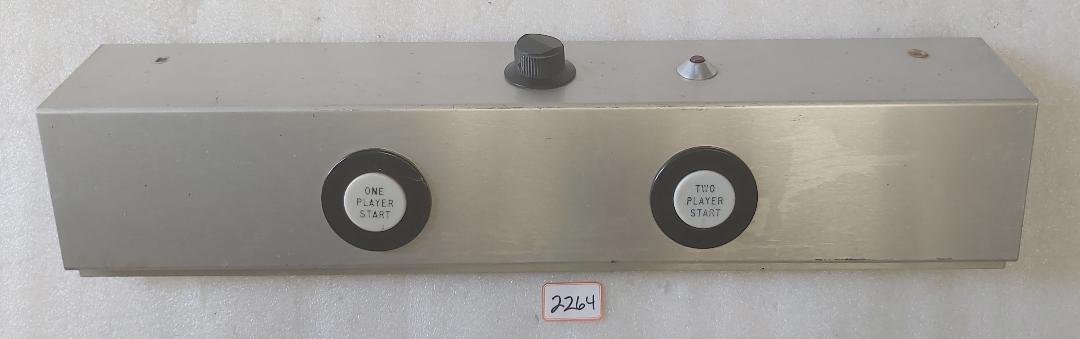 ONE
PLAYER
START
TWO
PLAYER
START
2264